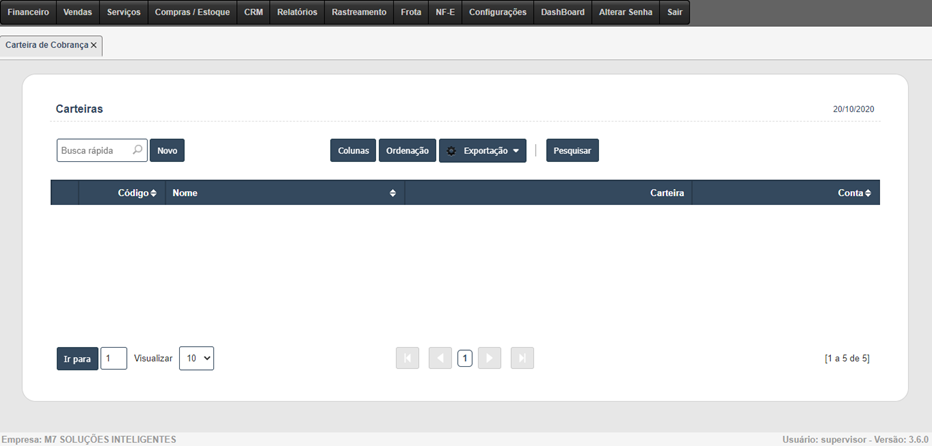 Financeiro Vendas Serviços Compras / Estoque CRM Relatórios Rastreamento Frota NF-E Configurações DashBoard Alterar Senha Sair
Carteira de Cobrança X
Carteiras 20/10/2020
Busca rápida Novo Colunas Ordenação Exportação Pesquisar
Código Nome Carteira Conta
Ir para 1 Visualizar 10 1 [1 a 5 de 5]
Empresa: M7 SOLUÇÕES INTELIGENTES Usuário: supervisor - Versão: 3.6.0